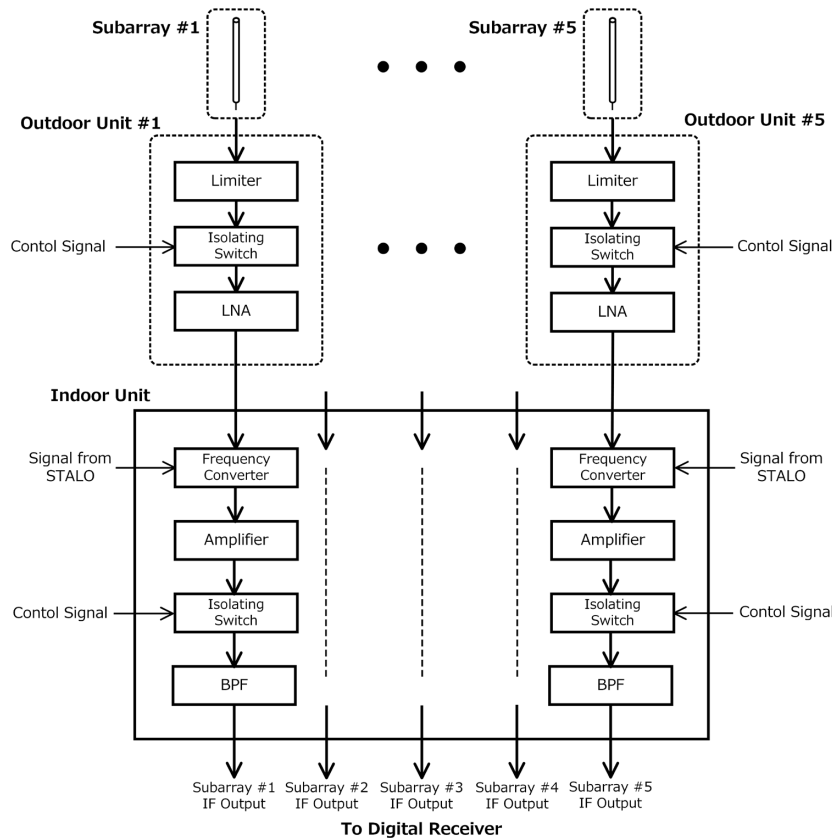 Subarray #1
Subarray #5
Outdoor Unit #1
Outdoor Unit #5
Limiter
Limiter
Contol Signal
Isolating
Switch
Isolating
Switch
Contol Signal
LNA
LNA
Indoor Unit
Signal from
STALO
Frequency
Converter
Frequency
Converter
Signal from
STALO
Amplifier
Amplifier
Contol Signal
Isolating
Switch
Isolating
Switch
Contol Signal
BPF
BPF
Subarray #1
IF Output
Subarray #2
IF Output
Subarray #3
IF Output
Subarray #4
IF Output
Subarray #5
IF Output
To Digital Receiver